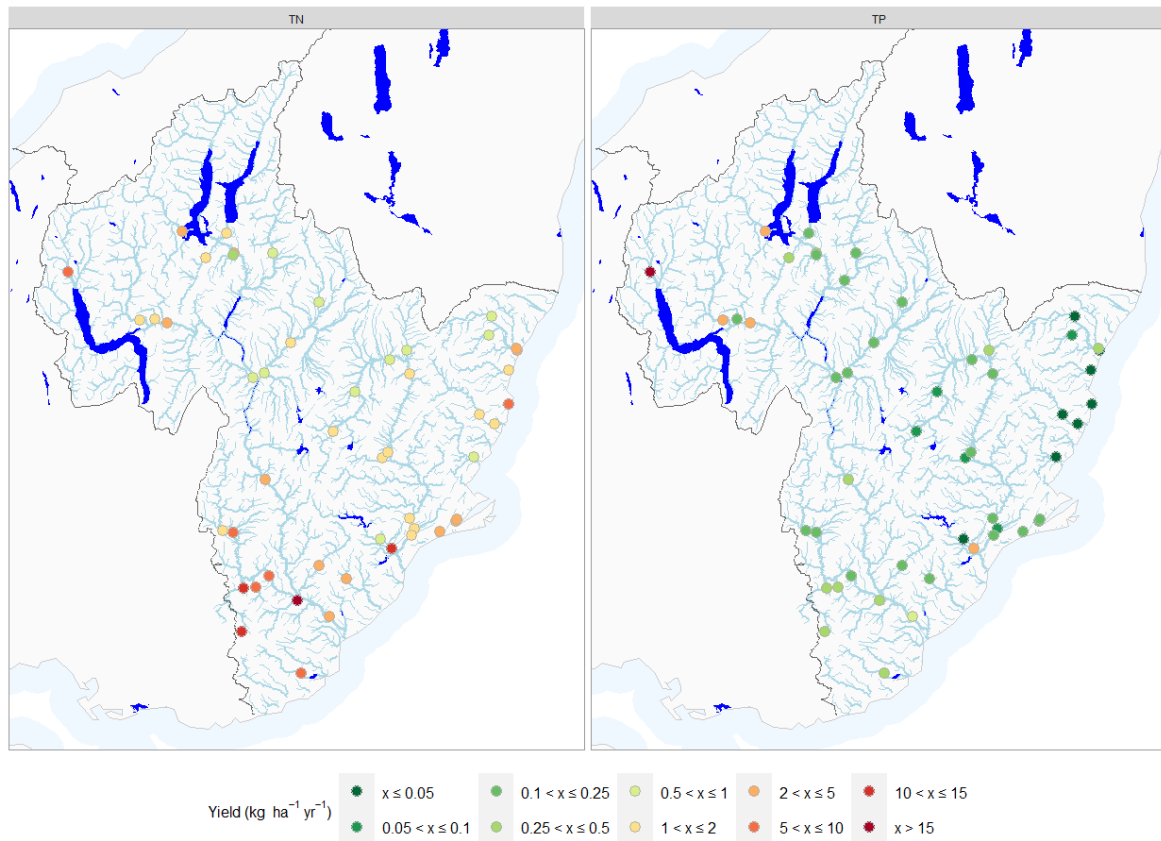 TN TP
Yield (kg ha⁻¹ yr⁻¹)
x ≤ 0.05 0.1 < x ≤ 0.25 0.5 < x ≤ 1 2 < x ≤ 5 10 < x ≤ 15
0.05 < x ≤ 0.1 0.25 < x ≤ 0.5 1 < x ≤ 2 5 < x ≤ 10 x > 15